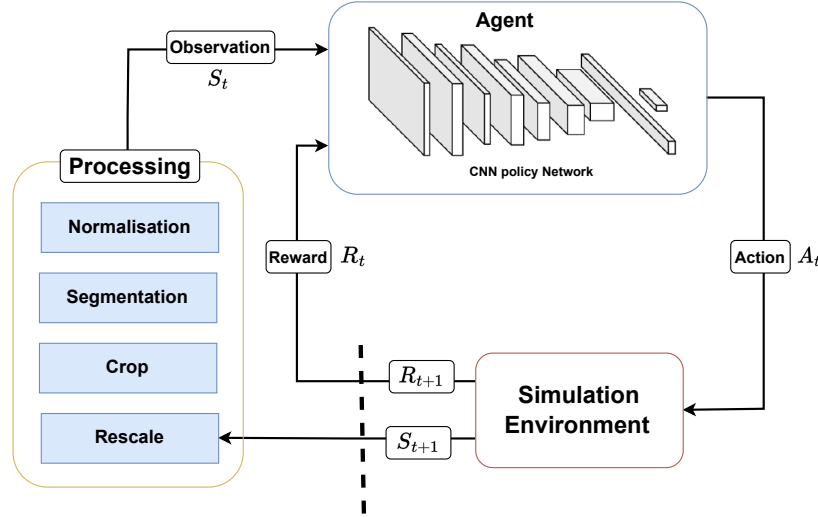 Agent
Observation
S_t
CNN policy Network
Processing
Normalisation
Segmentation
Crop
Rescale
Reward
R_t
Action
A_t
R_{t+1}
S_{t+1}
Simulation
Environment